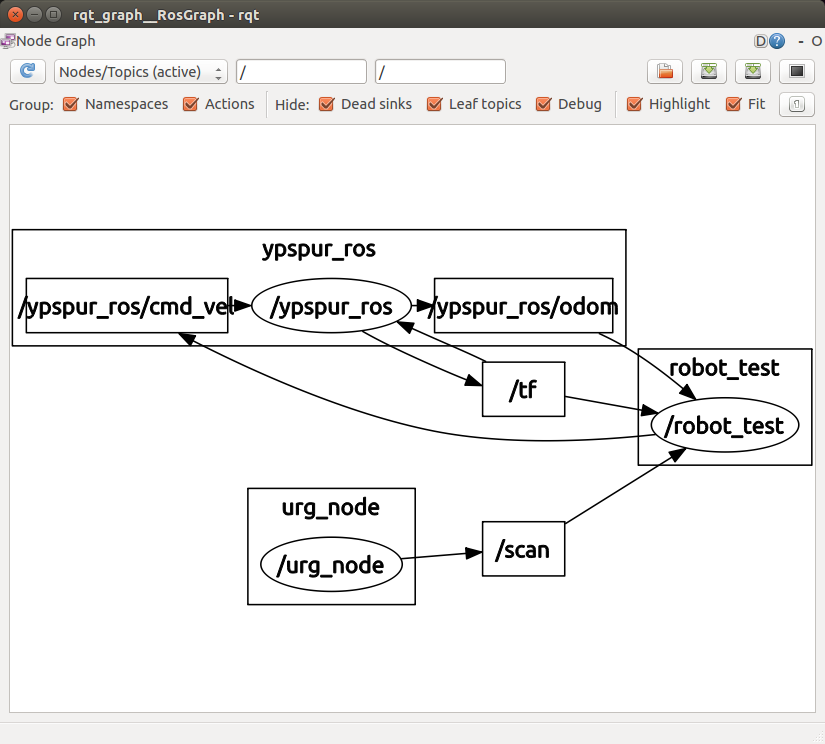 rqt_graph__RosGraph - rqt
Node Graph
D ? - O
Nodes/Topics (active) / /
Group: Namespaces Actions Hide: Dead sinks Leaf topics Debug Highlight Fit
ypspur_ros
/ypspur_ros/cmd_vel /ypspur_ros /ypspur_ros/odom
robot_test
/tf
/robot_test
urg_node
/scan
/urg_node